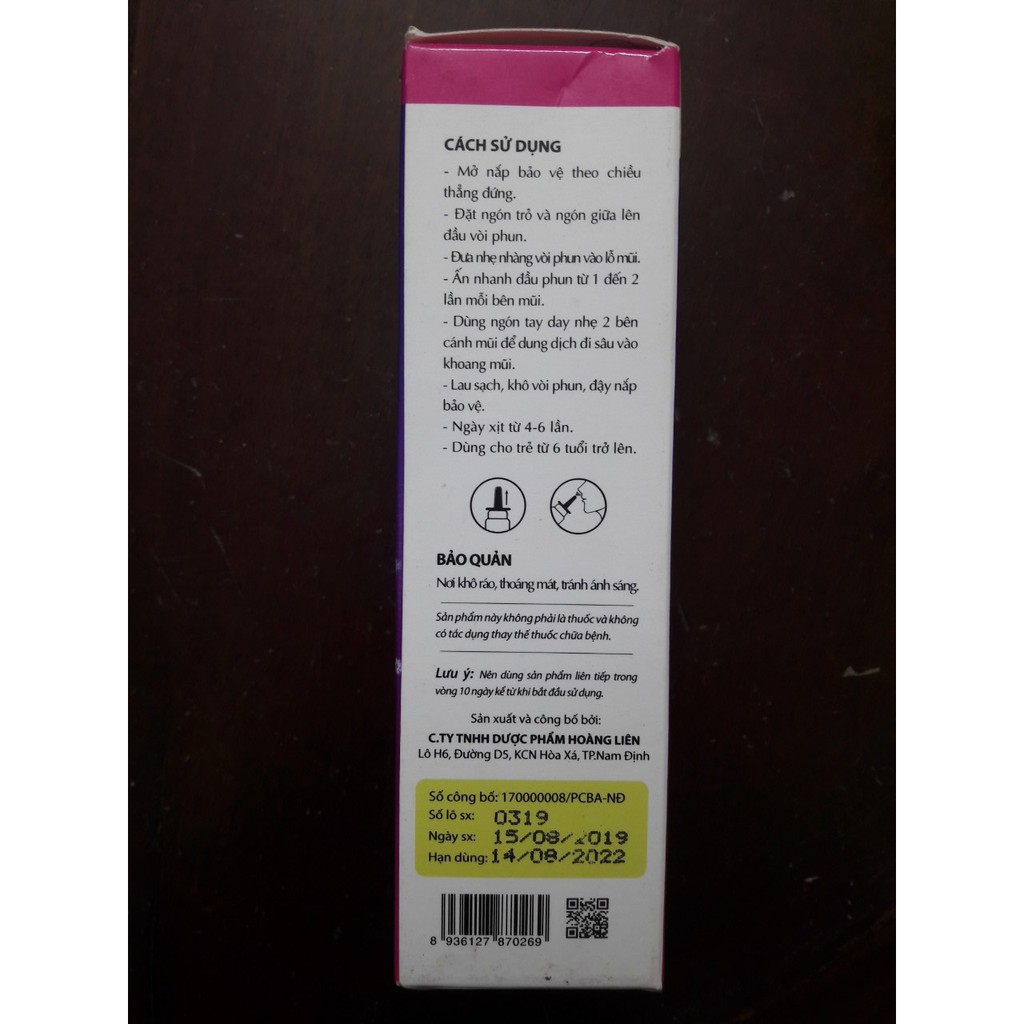 CÁCH SỬ DỤNG
- Mở nắp bảo vệ theo chiều
thẳng đứng.
- Đặt ngón trỏ và ngón giữa lên
đầu vòi phun.
- Đưa nhẹ nhàng vòi phun vào lỗ mũi.
- Ấn nhanh đầu phun từ 1 đến 2
lần mỗi bên mũi.
- Dùng ngón tay day nhẹ 2 bên
cánh mũi để dung dịch đi sâu vào
khoang mũi.
- Lau sạch, khô vòi phun, đậy nắp
bảo vệ.
- Ngày xịt từ 4-6 lần.
- Dùng cho trẻ từ 6 tuổi trở lên.
BẢO QUẢN
Nơi khô ráo, thoáng mát, tránh ánh sáng.
Sản phẩm này không phải là thuốc và không
có tác dụng thay thế thuốc chữa bệnh.
Lưu ý: Nên dùng sản phẩm liên tiếp trong
vòng 10 ngày kể từ khi bắt đầu sử dụng.
Sản xuất và công bố bởi:
C.TY TNHH DƯỢC PHẨM HOÀNG LIÊN
Lô H6, Đường D5, KCN Hòa Xá, TP.Nam Định
Số công bố: 170000008/PCBA-NĐ
Số lô sx: 0319
Ngày sx: 15/08/2019
Hạn dùng: 14/08/2022
8 936127 870269